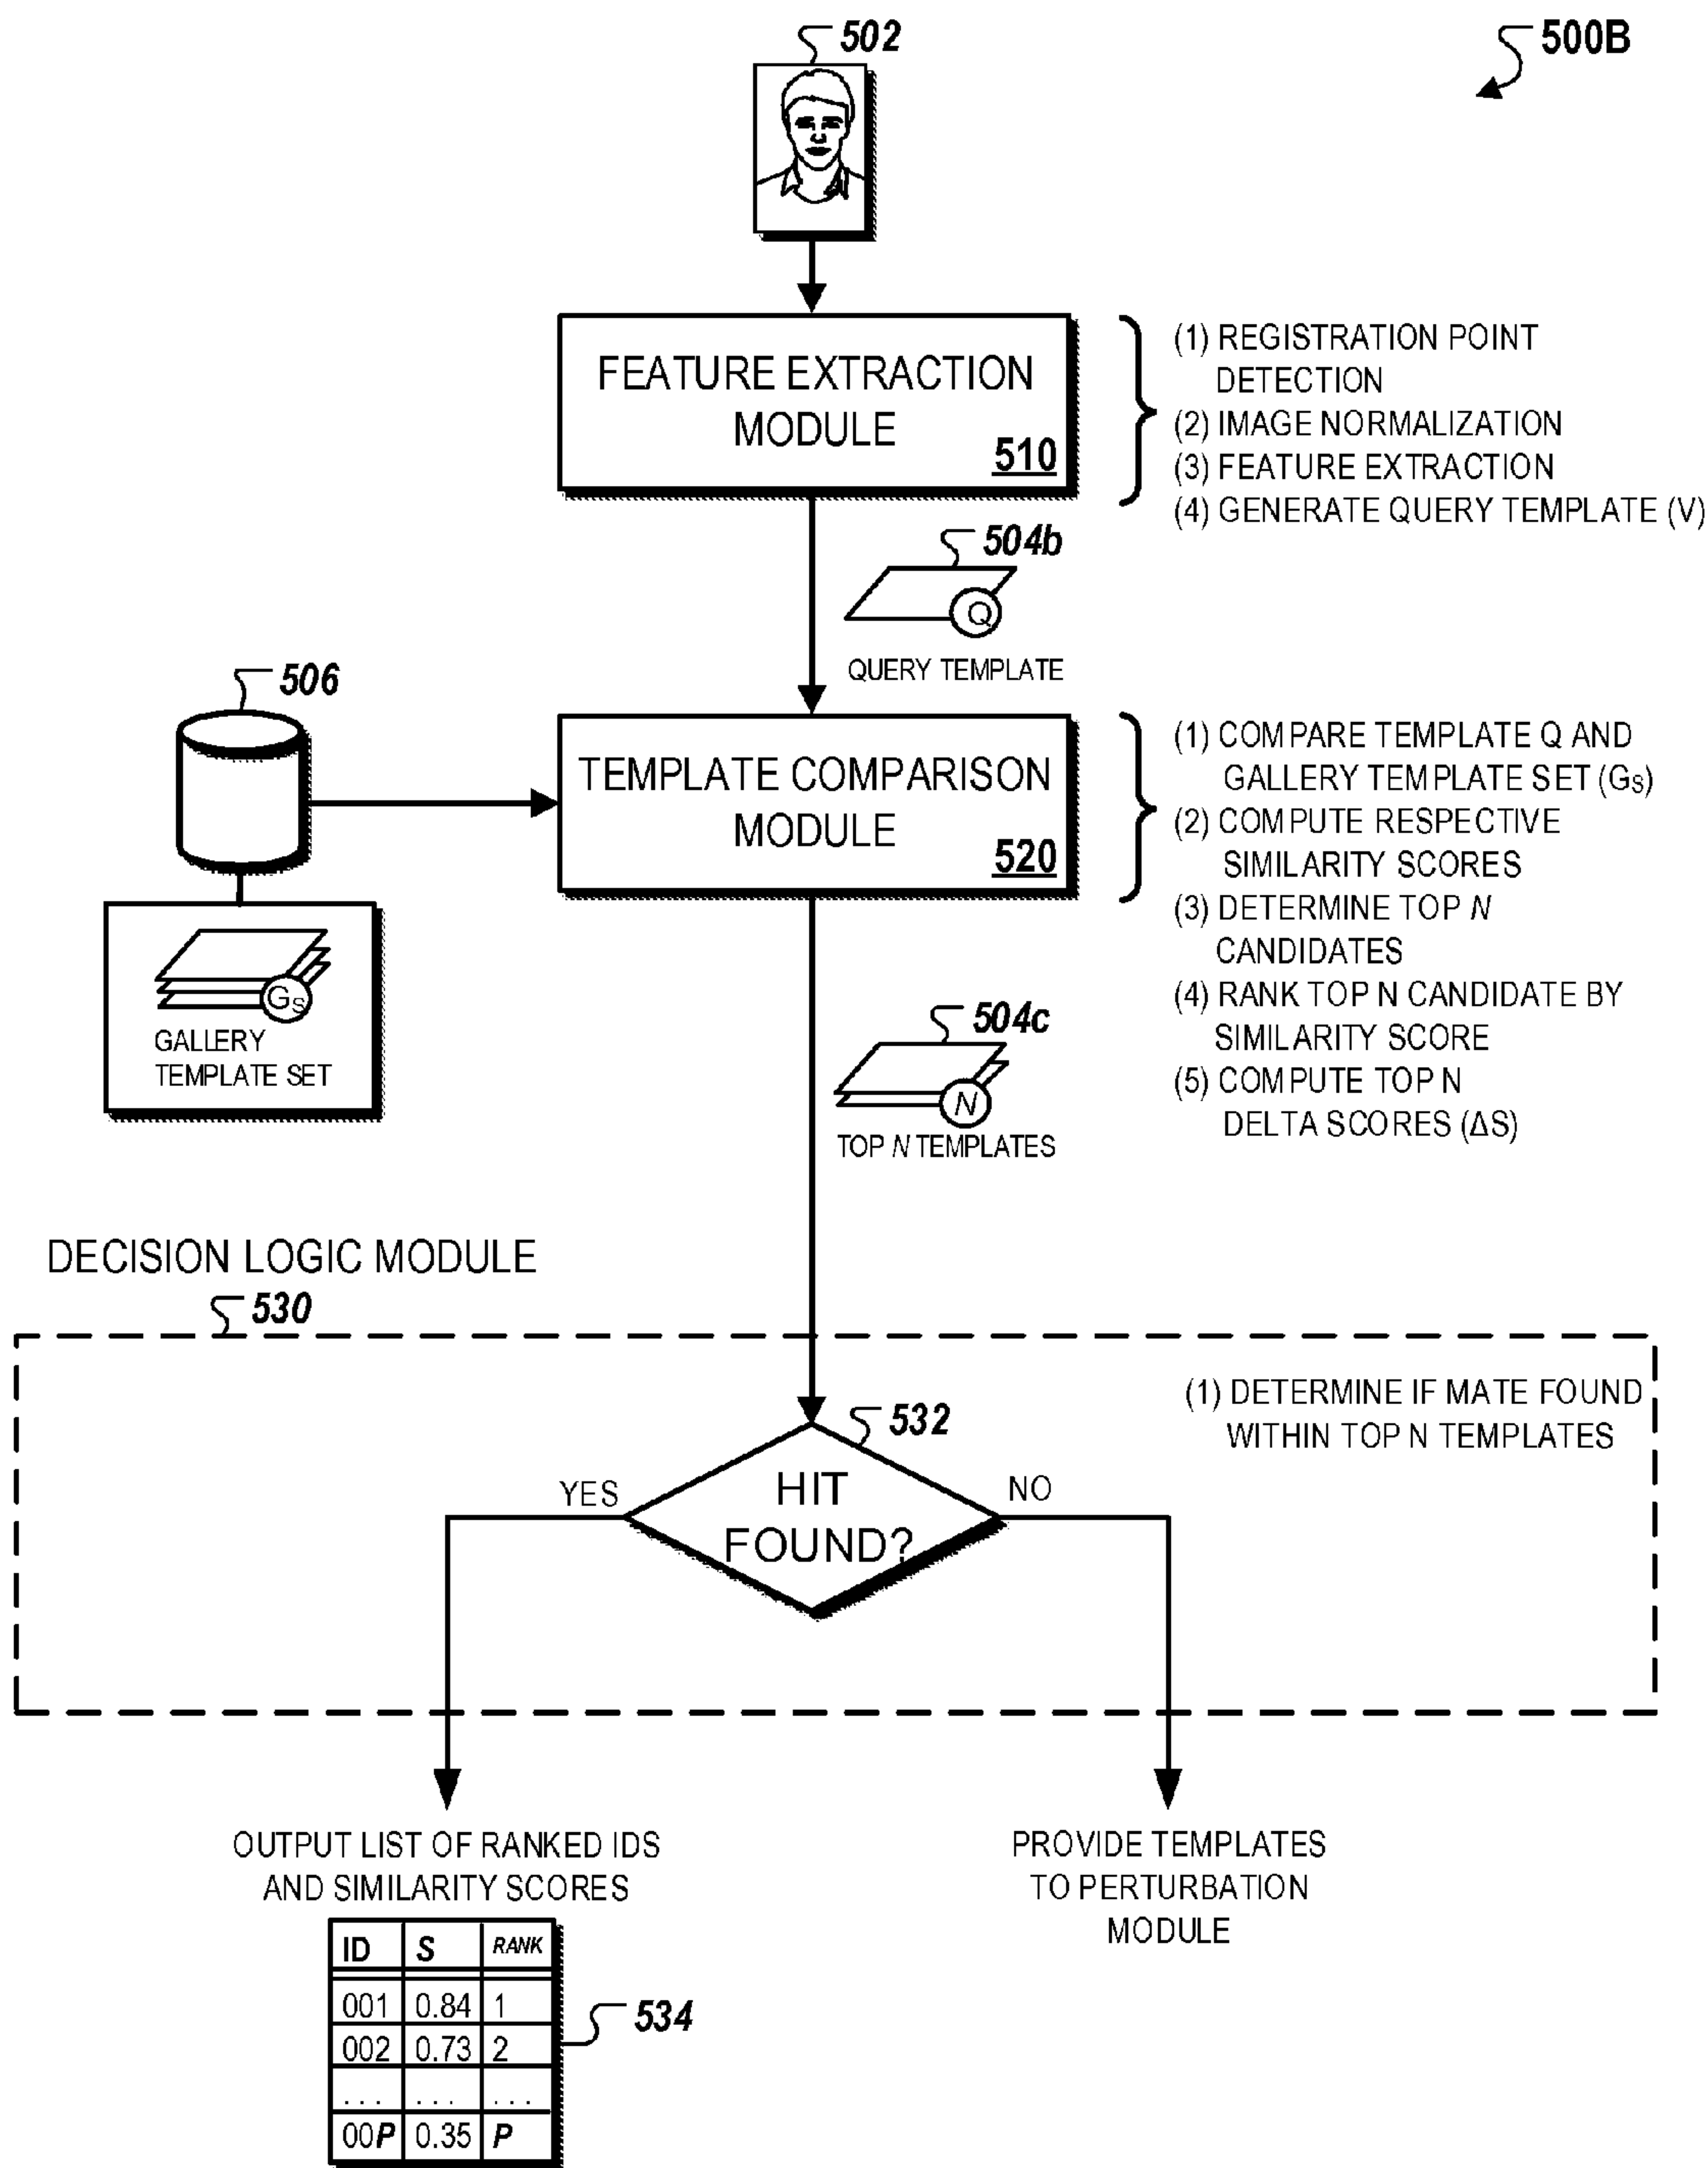 502
500B
FEATURE EXTRACTION
MODULE
510
(1) REGISTRATION POINT
DETECTION
(2) IMAGE NORMALIZATION
(3) FEATURE EXTRACTION
(4) GENERATE QUERY TEMPLATE (V)
504b
Q
QUERY TEMPLATE
506
TEMPLATE COMPARISON
MODULE
520
(1) COMPARE TEMPLATE Q AND
GALLERY TEMPLATE SET (GS)
(2) COMPUTE RESPECTIVE
SIMILARITY SCORES
(3) DETERMINE TOP N
CANDIDATES
(4) RANK TOP N CANDIDATE BY
SIMILARITY SCORE
(5) COMPUTE TOP N
DELTA SCORES (ΔS)
GS
GALLERY
TEMPLATE SET
504c
N
TOP N TEMPLATES
DECISION LOGIC MODULE
530
(1) DETERMINE IF MATE FOUND
WITHIN TOP N TEMPLATES
532
HIT
FOUND?
YES
NO
OUTPUT LIST OF RANKED IDS
AND SIMILARITY SCORES
PROVIDE TEMPLATES
TO PERTURBATION
MODULE
ID S RANK
001 0.84 1
002 0.73 2
... ... ...
00P 0.35 P
534